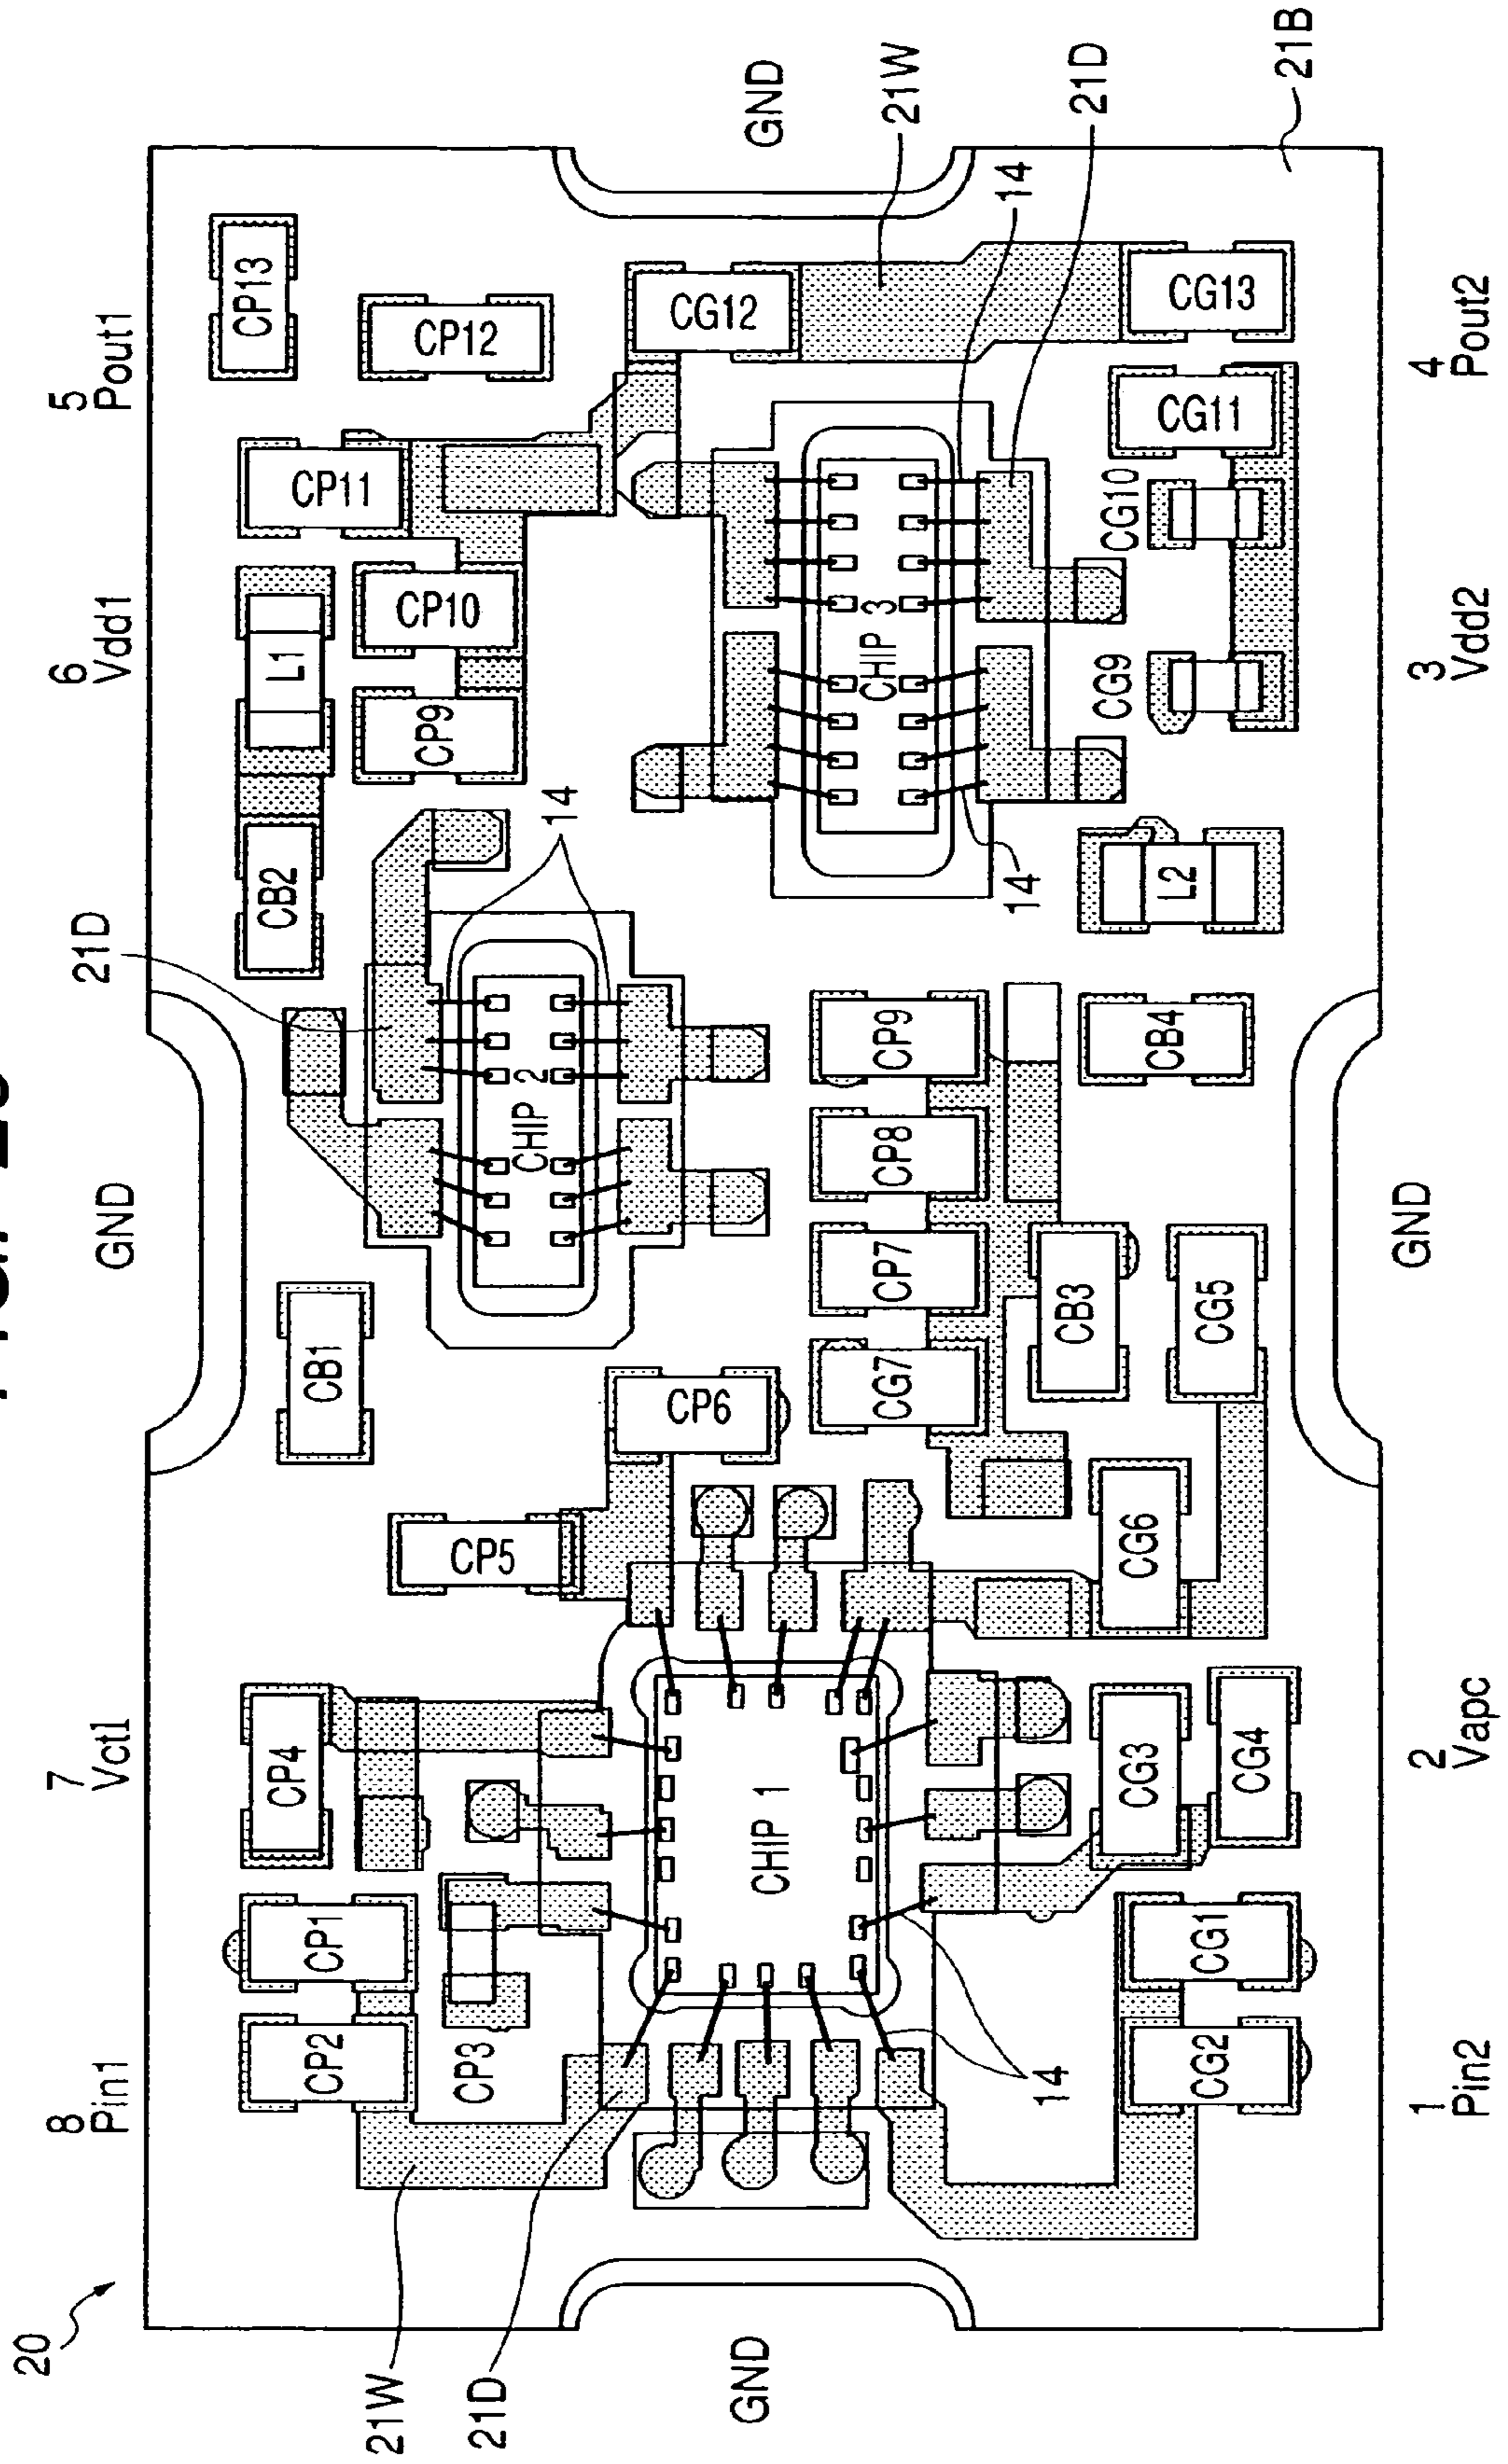 20
8
Pin1
7
Vctl
GND
6
Vdd1
5
Pout1
21W
21D
21D
CP2
CP1
CP4
CB1
CB2
L1
CP11
CP13
CP3
CP5
CP9
CP10
CP12
14
CHIP 2
CP6
GND
CHIP 1
CHIP 3
CG12
GND
21W
14
21D
14
CG7
CP7
CP8
CP9
14
CG2
CG1
CG3
CG4
CG6
CB3
CG5
CB4
L2
CG9
CG10
CG11
CG13
21B
1
Pin2
2
Vapc
GND
3
Vdd2
4
Pout2